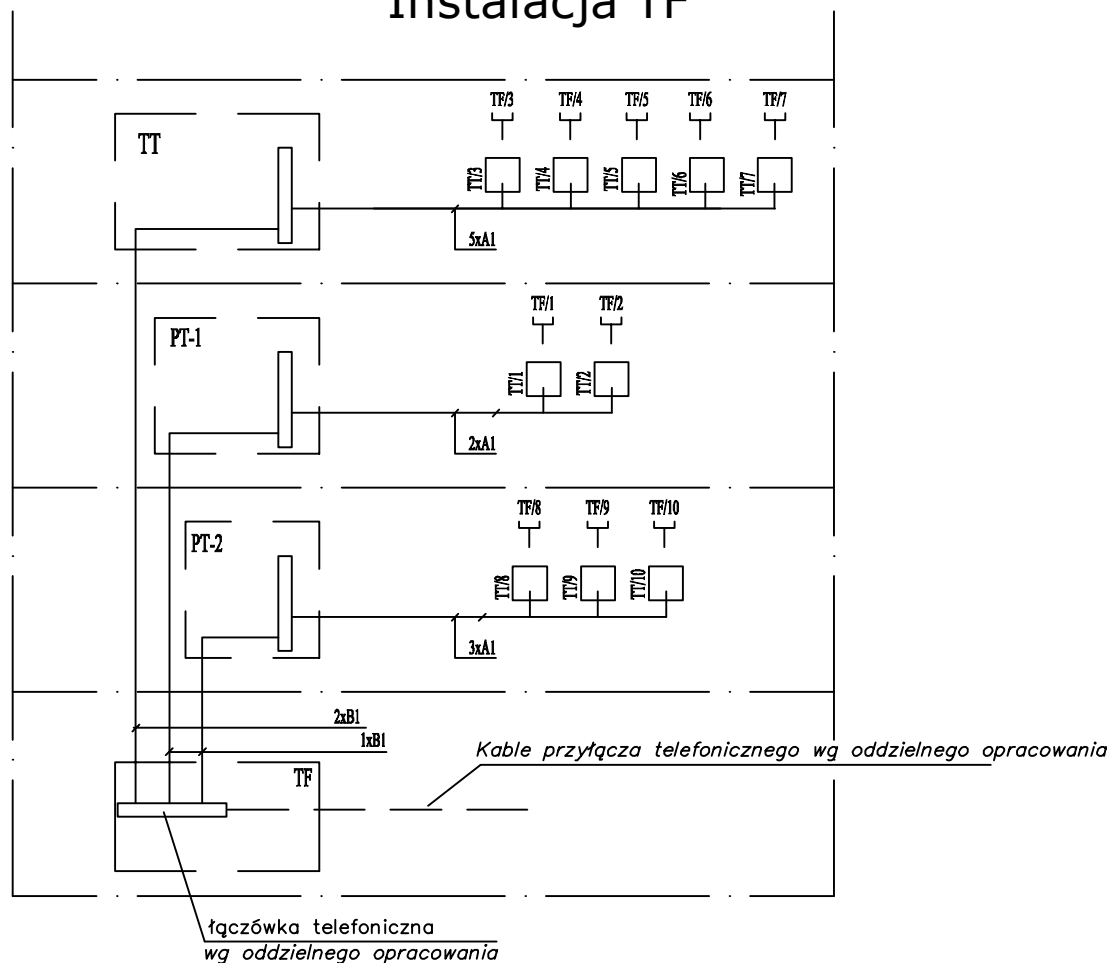 Instalacja TF
TF/3 TF/4 TF/5 TF/6 TF/7
TT
TT/3 TT/4 TT/5 TT/6 TT/7
5xA1
TF/1 TF/2
PT-1
TT/1 TT/2
2xA1
TF/8 TF/9 TF/10
PT-2
TT/8 TT/9 TT/10
3xA1
2xB1
1xB1
Kable przyłącza telefonicznego wg oddzielnego opracowania
TF
łączówka telefoniczna
wg oddzielnego opracowania